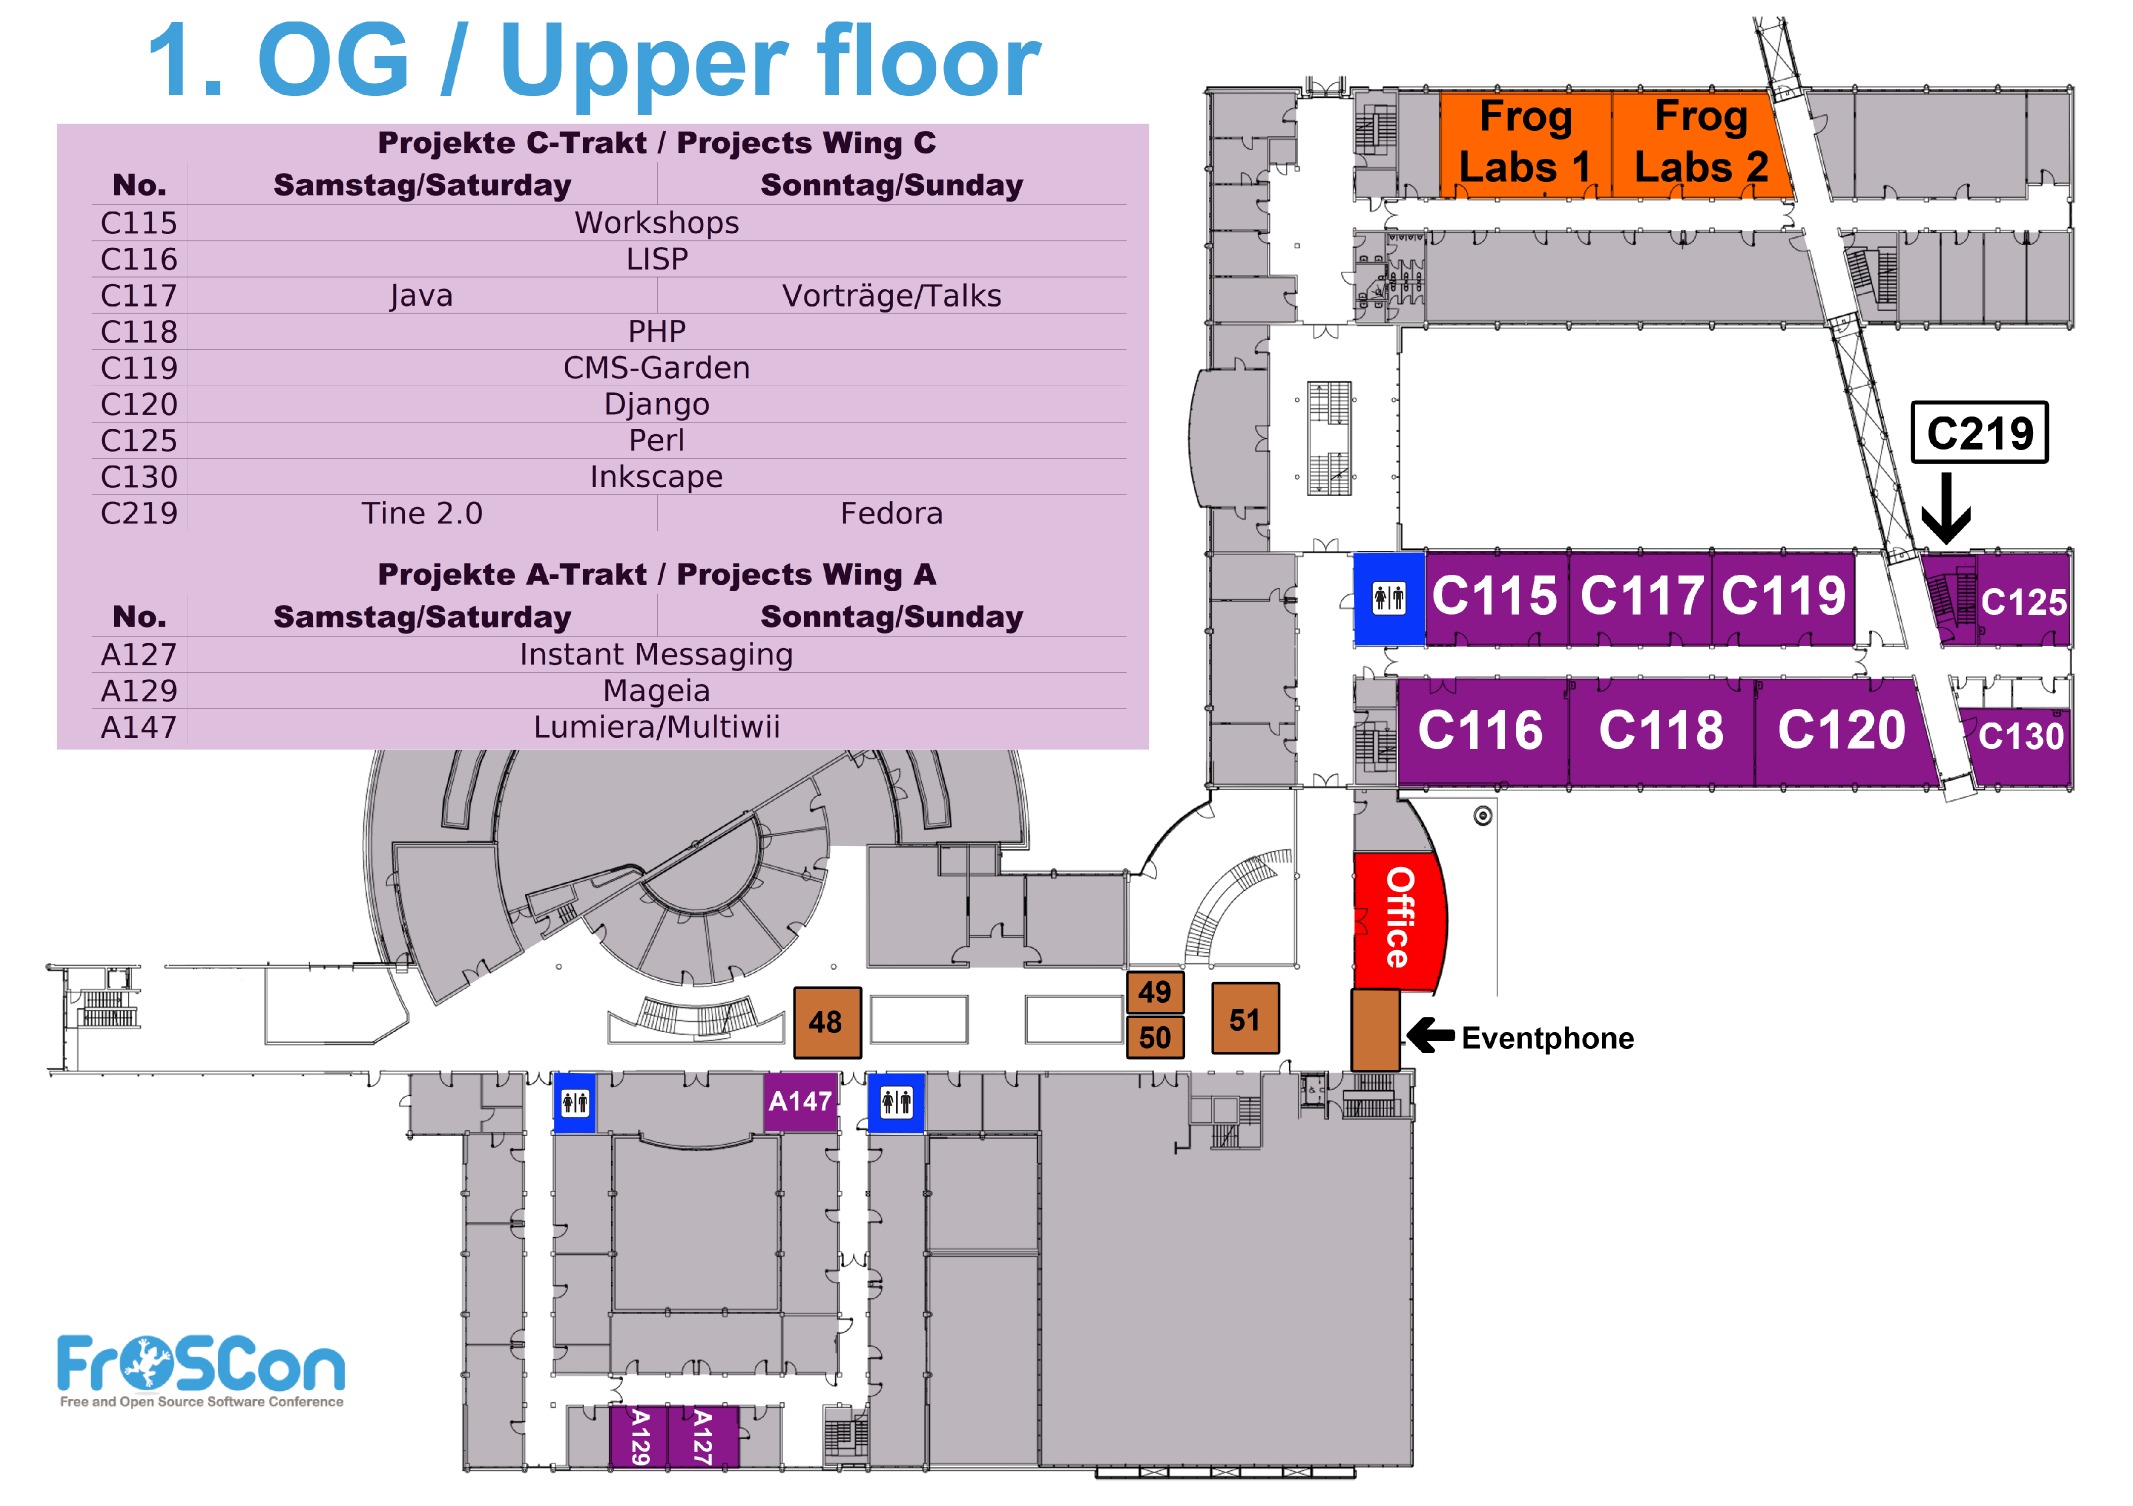 1. OG / Upper floor
Projekte C-Trakt / Projects Wing C
No. Samstag/Saturday Sonntag/Sunday
C115 Workshops
C116 LISP
C117 Java Vorträge/Talks
C118 PHP
C119 CMS-Garden
C120 Django
C125 Perl
C130 Inkscape
C219 Tine 2.0 Fedora
Projekte A-Trakt / Projects Wing A
No. Samstag/Saturday Sonntag/Sunday
A127 Instant Messaging
A129 Mageia
A147 Lumiera/Multiwii
Frog
Labs 1
Frog
Labs 2
C219
C115 C117 C119 C125
C116 C118 C120 C130
Office
48
49
50
51
Eventphone
A147
A129
A127
FrOSCon
Free and Open Source Software Conference